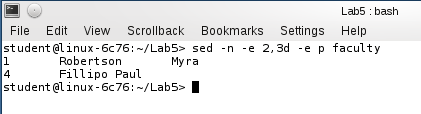 Lab5 : bash
File Edit View Scrollback Bookmarks Settings Help
student@linux-6c76:~/Lab5> sed -n -e 2,3d -e p faculty
1 Robertson Myra
4 Fillipo Paul
student@linux-6c76:~/Lab5>